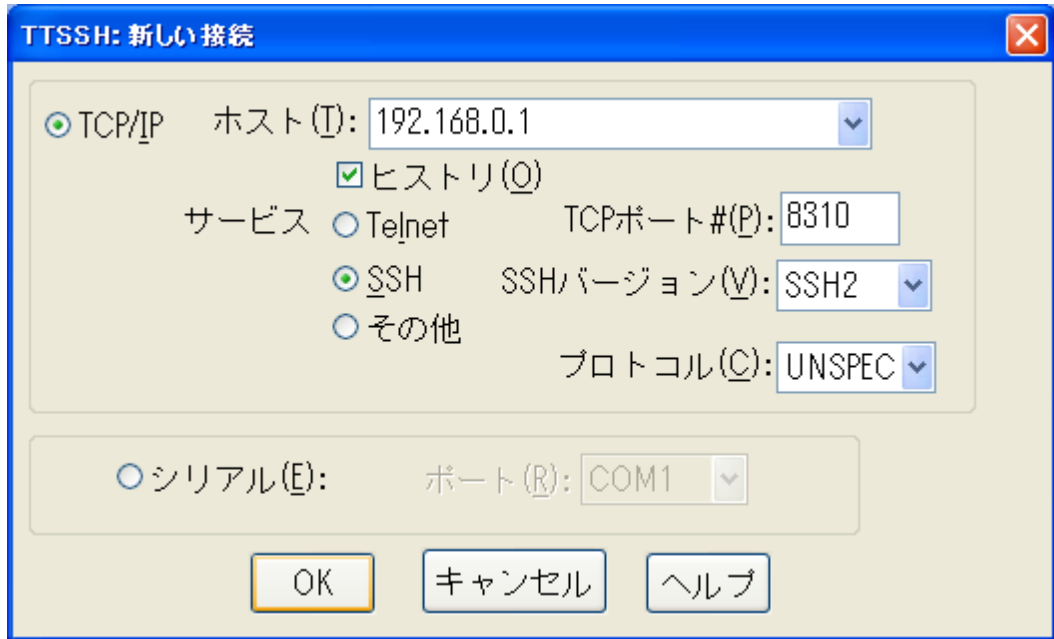 TTSSH: 新しい接続
TCP/IP ホスト(T): 192.168.0.1
ヒストリ(O)
サービス Telnet TCPポート#(P): 8310
SSH SSHバージョン(V): SSH2
その他
プロトコル(C): UNSPEC
シリアル(E): ポート(R): COM1
OK キャンセル ヘルプ